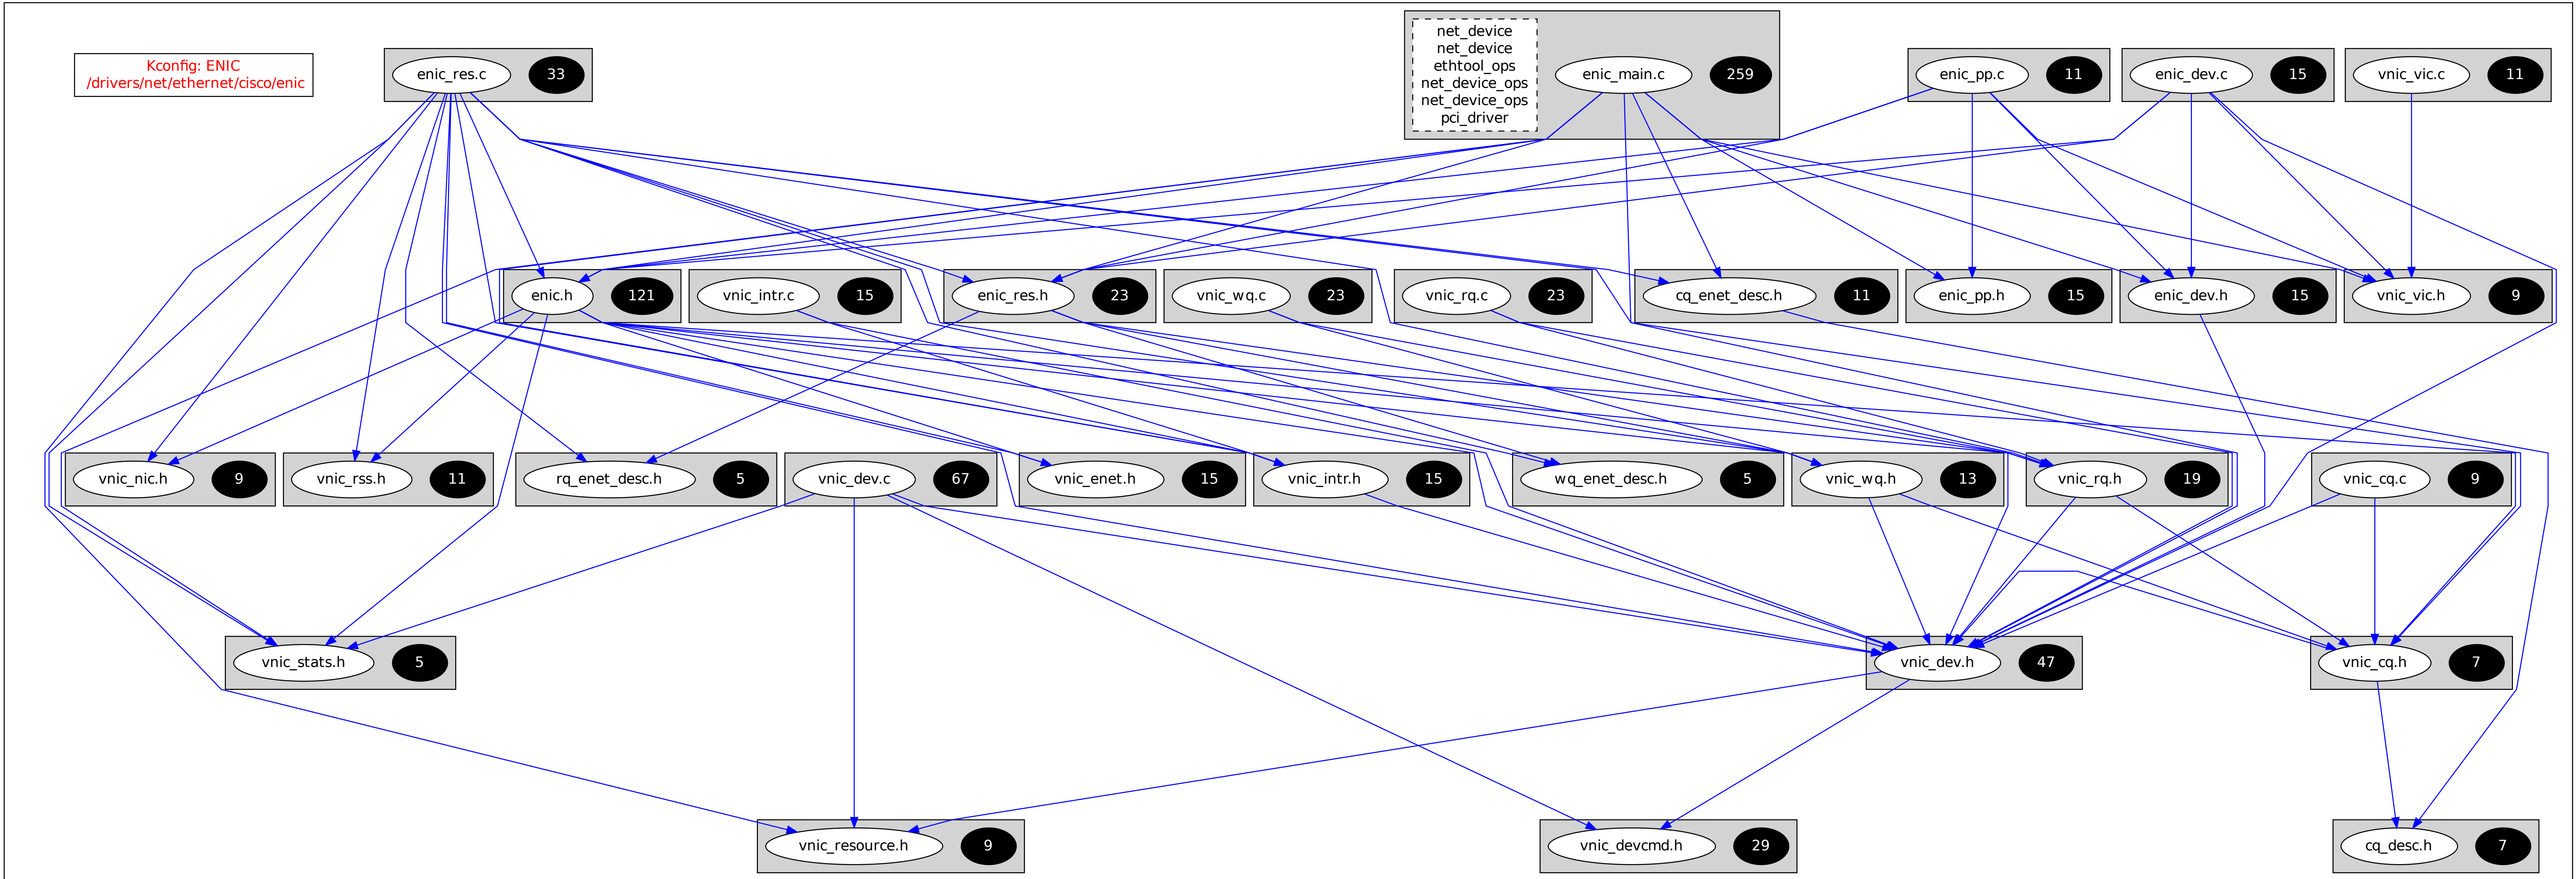 Kconfig: ENIC
/drivers/net/ethernet/cisco/enic
enic_res.c 33
net_device
net_device
ethtool_ops
net_device_ops
net_device_ops
pci_driver
enic_main.c 259
enic_pp.c 11
enic_dev.c 15
vnic_vic.c 11
enic.h 121
vnic_intr.c 15
enic_res.h 23
vnic_wq.c 23
vnic_rq.c 23
cq_enet_desc.h 11
enic_pp.h 15
enic_dev.h 15
vnic_vic.h 9
vnic_nic.h 9
vnic_rss.h 11
rq_enet_desc.h 5
vnic_dev.c 67
vnic_enet.h 15
vnic_intr.h 15
wq_enet_desc.h 5
vnic_wq.h 13
vnic_rq.h 19
vnic_cq.c 9
vnic_stats.h 5
vnic_dev.h 47
vnic_cq.h 7
vnic_resource.h 9
vnic_devcmd.h 29
cq_desc.h 7